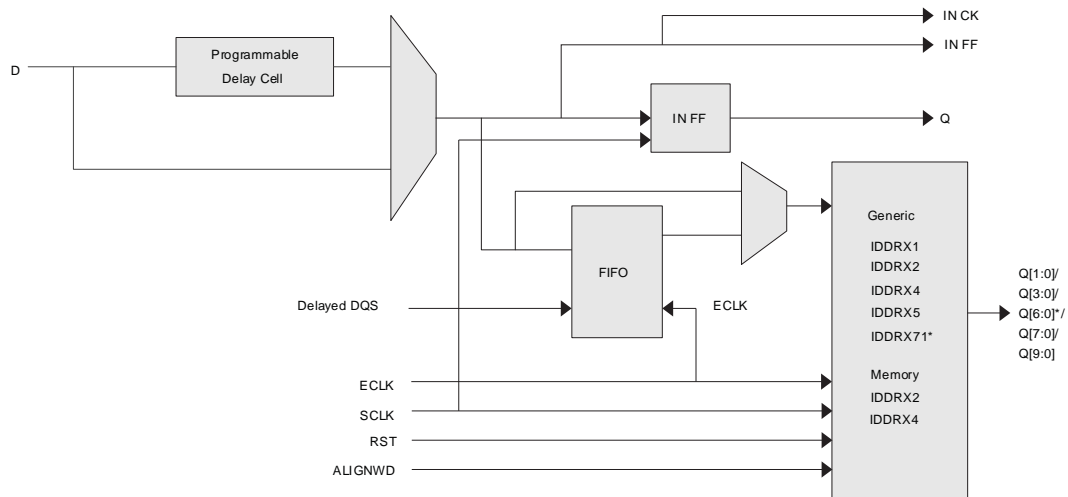 IN CK
IN FF
Programmable
Delay Cell
D
IN FF
Q
Generic
IDDRX1
IDDRX2
IDDRX4
IDDRX5
IDDRX71*
Memory
IDDRX2
IDDRX4
FIFO
Q[1:0]/
Q[3:0]/
Q[6:0]*/
Q[7:0]/
Q[9:0]
Delayed DQS
ECLK
ECLK
SCLK
RST
ALIGNWD